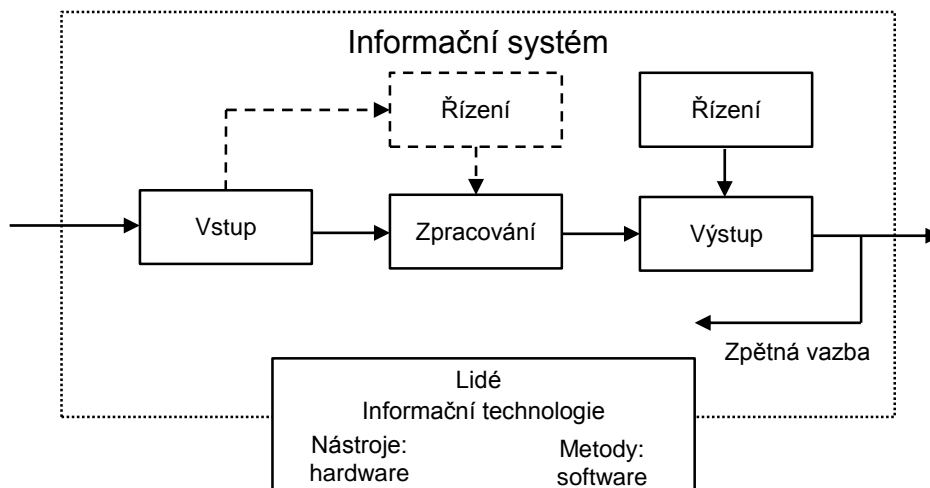 Informační systém
Řízení
Řízení
Vstup
Zpracování
Výstup
Zpětná vazba
Lidé
Informační technologie
Nástroje:
hardware
Metody:
software